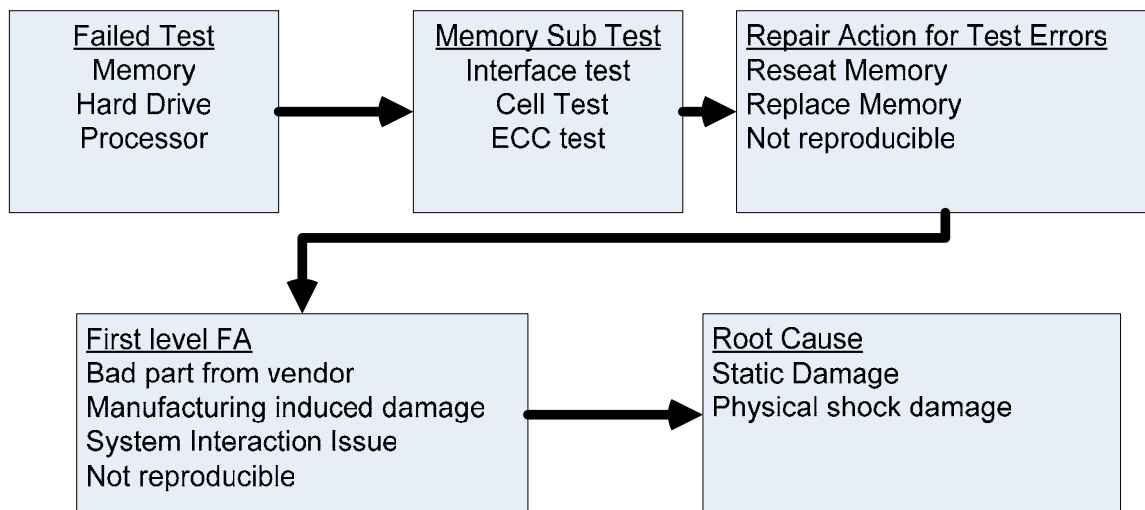 Failed Test
Memory
Hard Drive
Processor
Memory Sub Test
Interface test
Cell Test
ECC test
Repair Action for Test Errors
Reseat Memory
Replace Memory
Not reproducible
First level FA
Bad part from vendor
Manufacturing induced damage
System Interaction Issue
Not reproducible
Root Cause
Static Damage
Physical shock damage